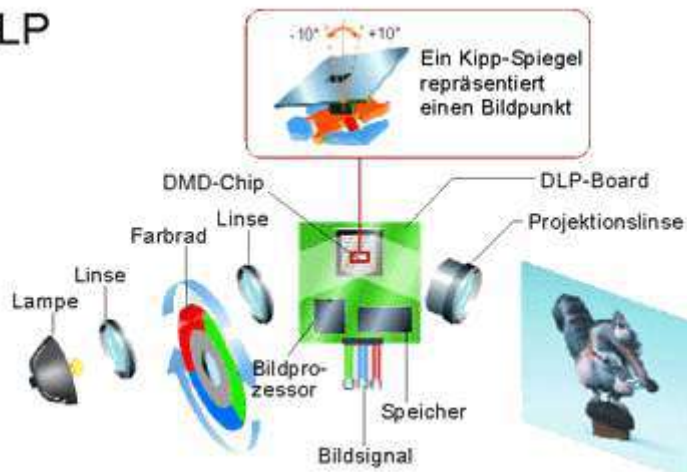 LP
-10° +10°
Ein Kipp-Spiegel
repräsentiert
einen Bildpunkt
DMD-Chip
DLP-Board
Linse
Projektionslinse
Farbrad
Linse
Lampe
Bildpro-
zessor
Speicher
Bildsignal